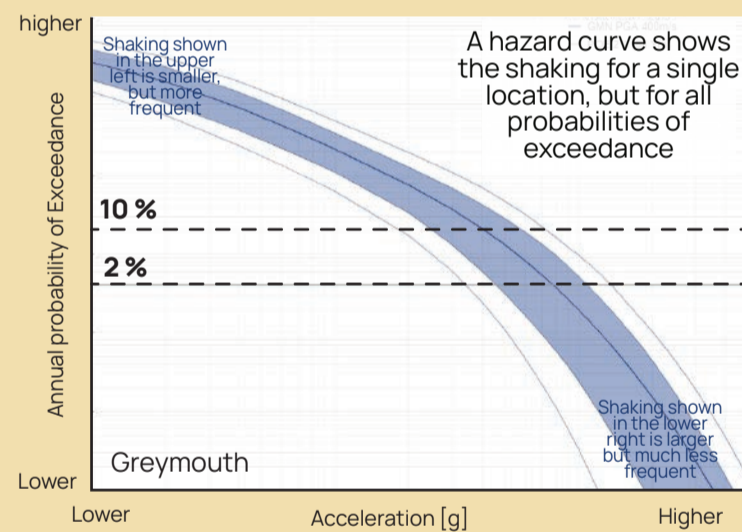 higher
Shaking shown
in the upper
left is smaller,
but more
frequent
A hazard curve shows
the shaking for a single
location, but for all
probabilities of
exceedance
Annual probability of Exceedance
10 %
2 %
Shaking shown
in the lower
right is larger
but much less
frequent
Greymouth
Lower
Lower
Acceleration [g]
Higher